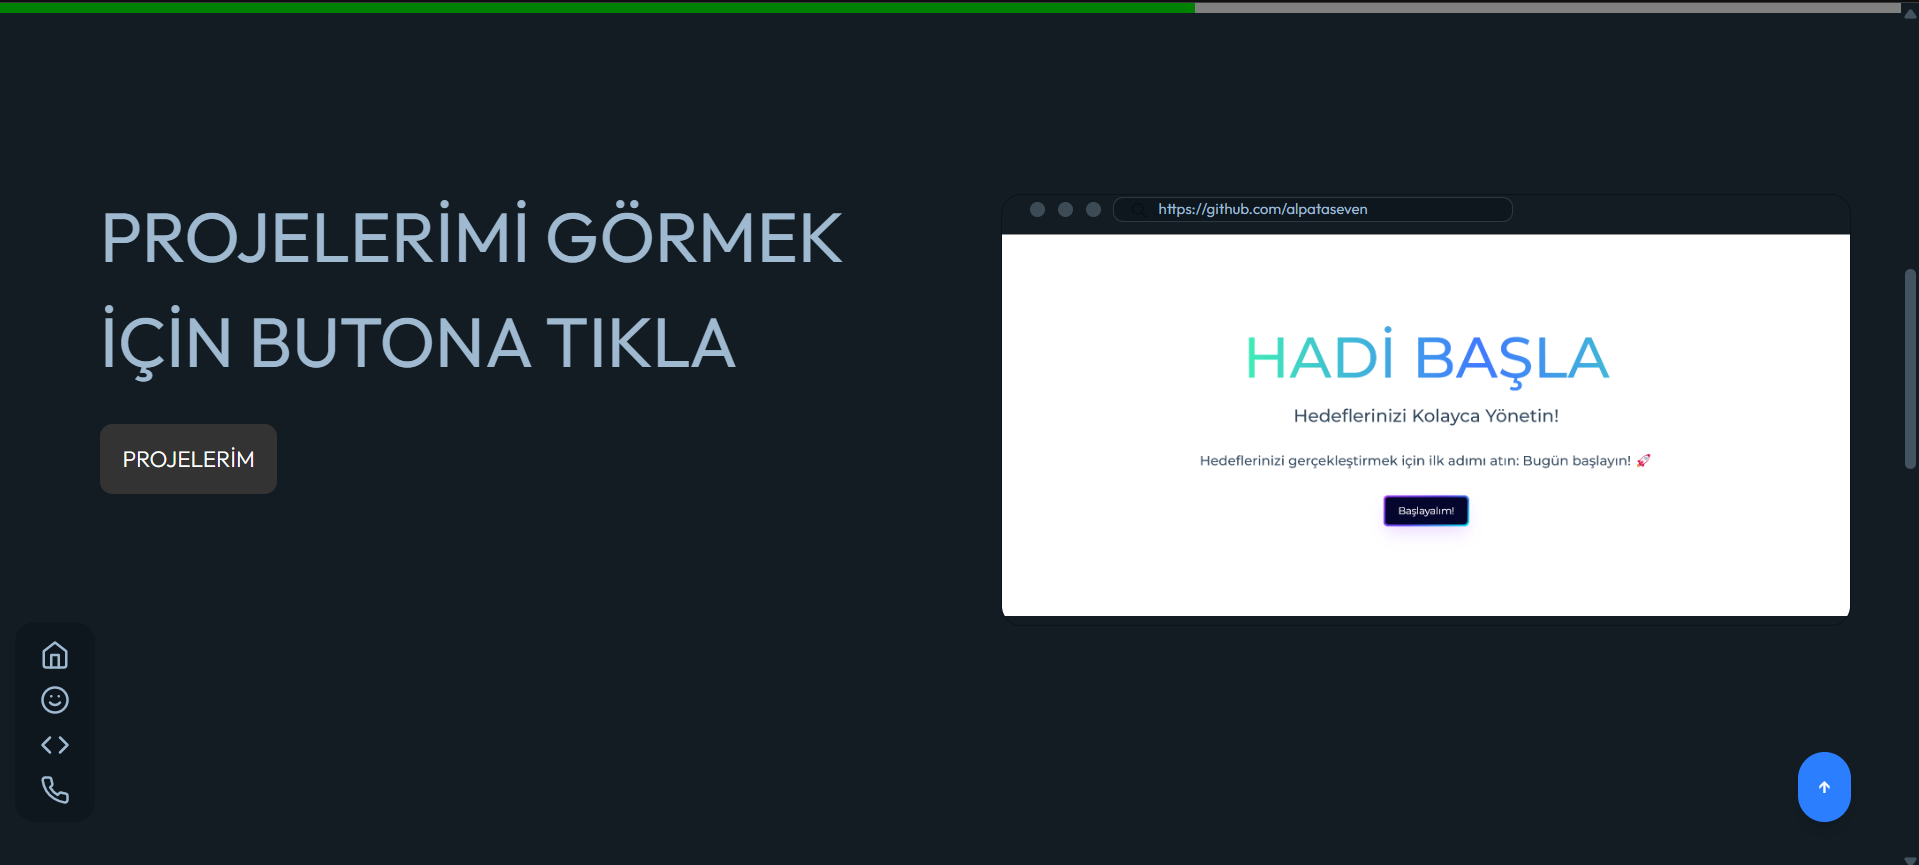 PROJELERİMİ GÖRMEK
İÇİN BUTONA TIKLA
PROJELERİM
https://github.com/alpataseven
HADİ BAŞLA
Hedeflerinizi Kolayca Yönetin!
Hedeflerinizi gerçekleştirmek için ilk adımı atın: Bugün başlayın! 🚀
Başlayalım!